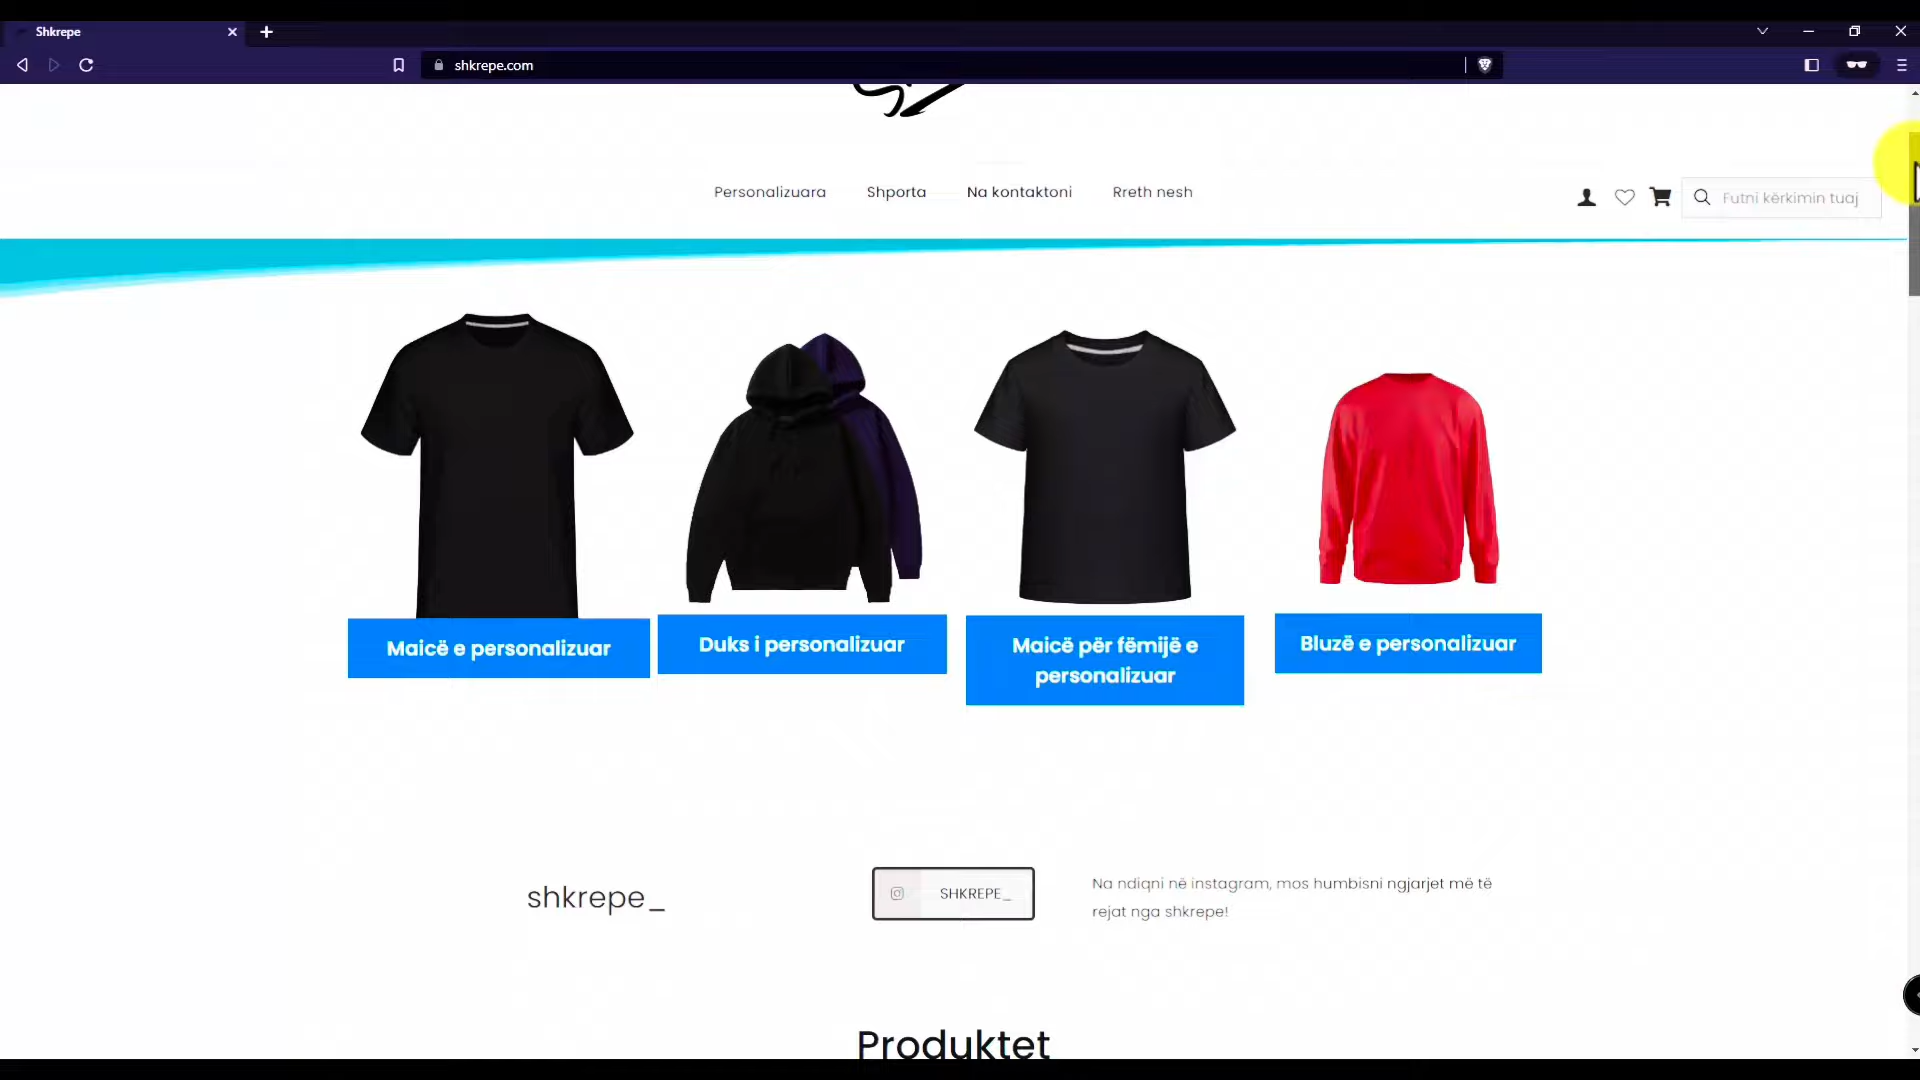 Shkrepe
shkrepe.com
Personalizuara
Shporta
Na kontaktoni
Rreth nesh
Futni kërkimin tuaj
Maicë e personalizuar
Duks i personalizuar
Maicë për fëmijë e
personalizuar
Bluzë e personalizuar
shkrepe_
SHKREPE_
Na ndiqni në instagram, mos humbisni ngjarjet më të
rejat nga shkrepe!
Produktet